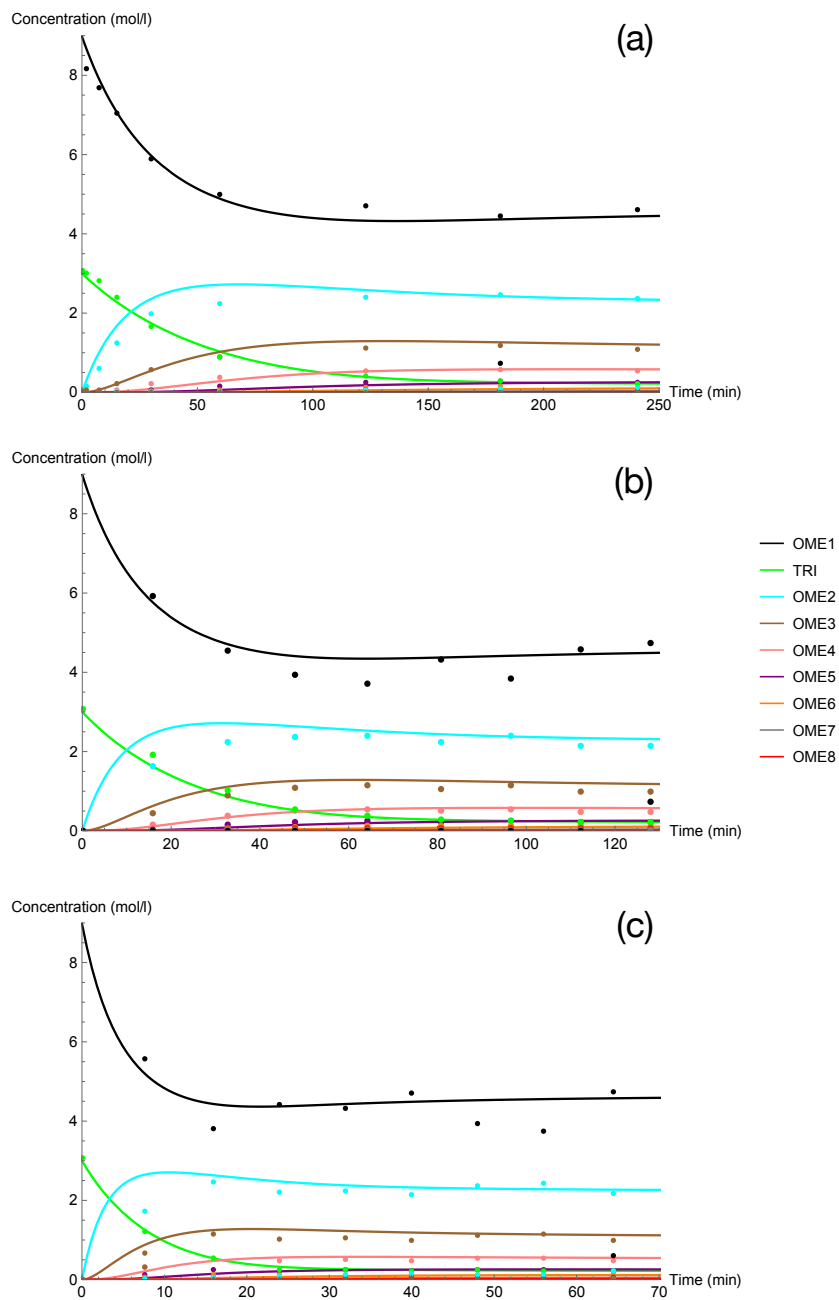 Concentration (mol/l)
(a)
8
6
4
2
0
0 50 100 150 200 250
Time (min)
Concentration (mol/l)
(b)
8
6
4
2
0
0 20 40 60 80 100 120
Time (min)
OME1
TRI
OME2
OME3
OME4
OME5
OME6
OME7
OME8
Concentration (mol/l)
(c)
8
6
4
2
0
0 10 20 30 40 50 60 70
Time (min)